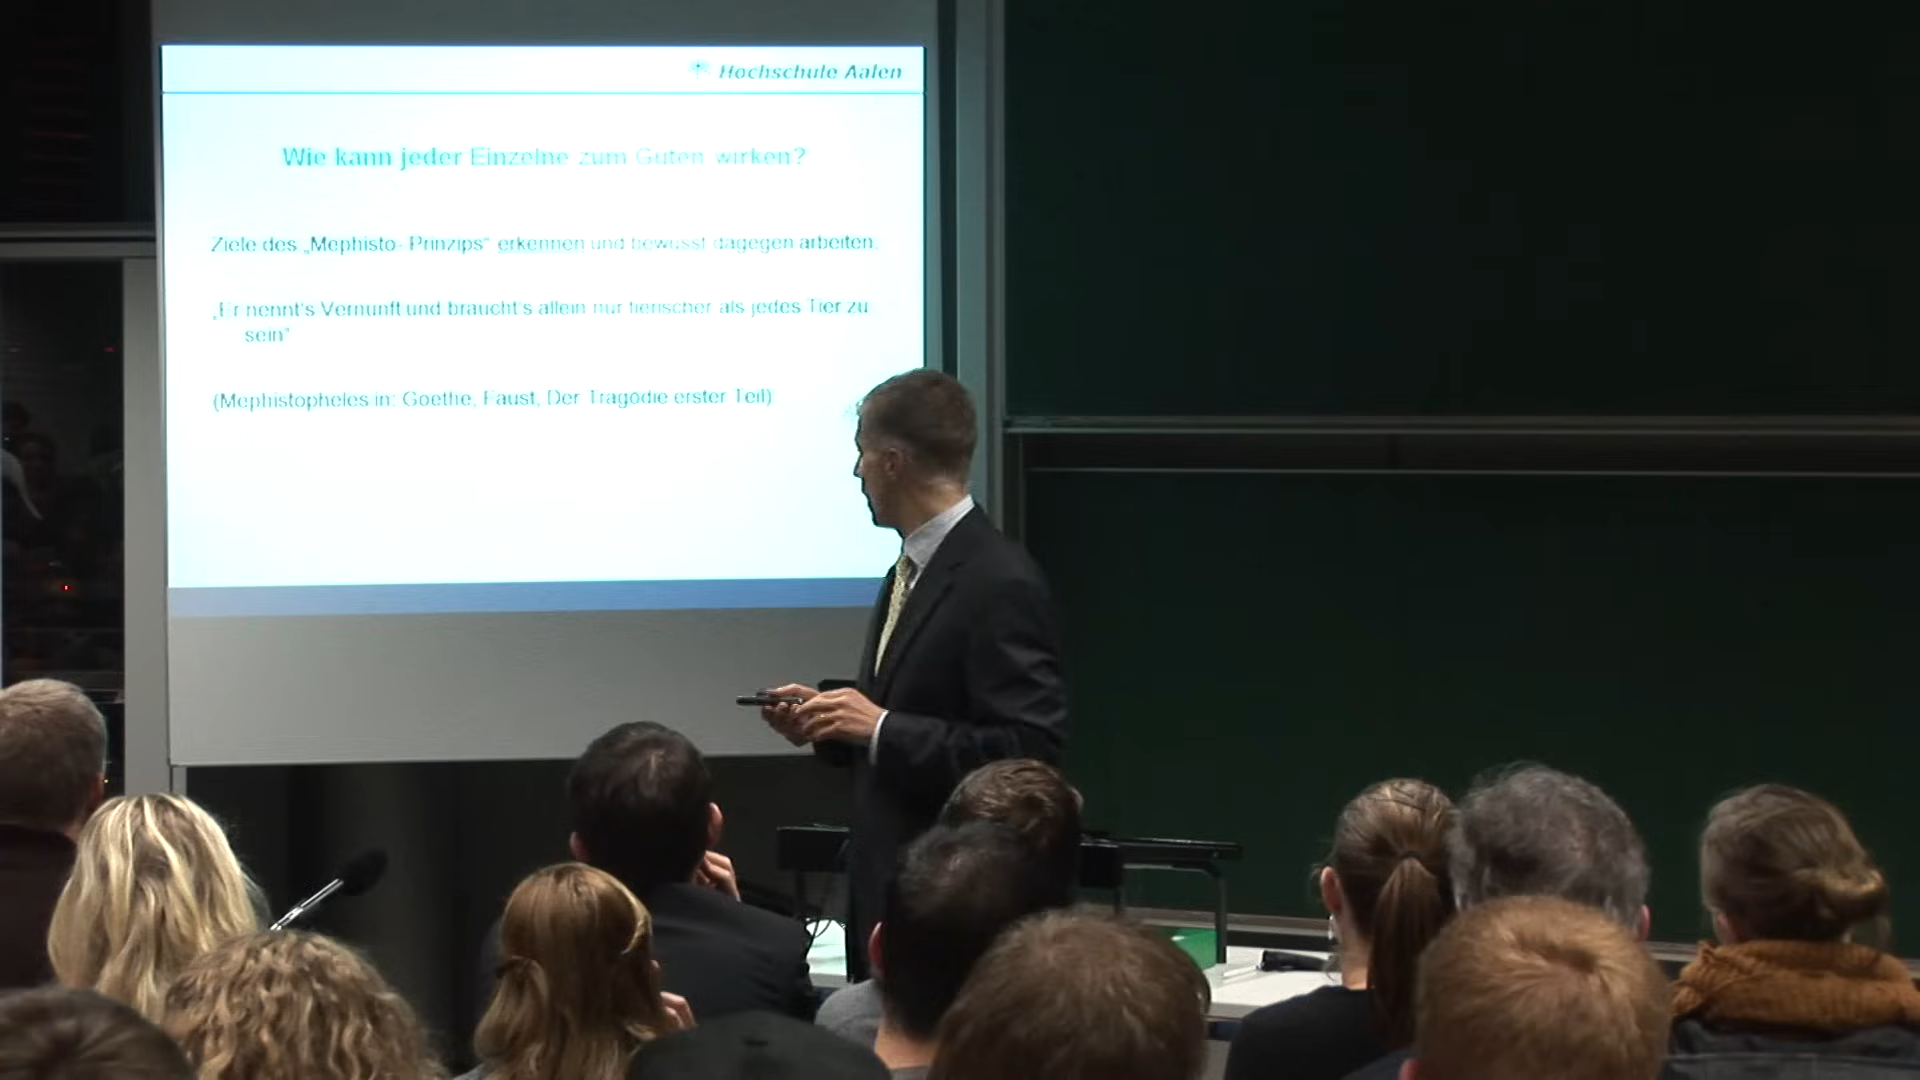 Hochschule Aalen
Wie kann jeder Einzelne zum Guten wirken?
Ziele des „Mephisto- Prinzips“ erkennen und bewusst dagegen arbeiten:
„Er nennt’s Vernunft und braucht’s allein nur tierischer als jedes Tier zu
sein“
(Mephistopheles in: Goethe, Faust, Der Tragödie erster Teil)